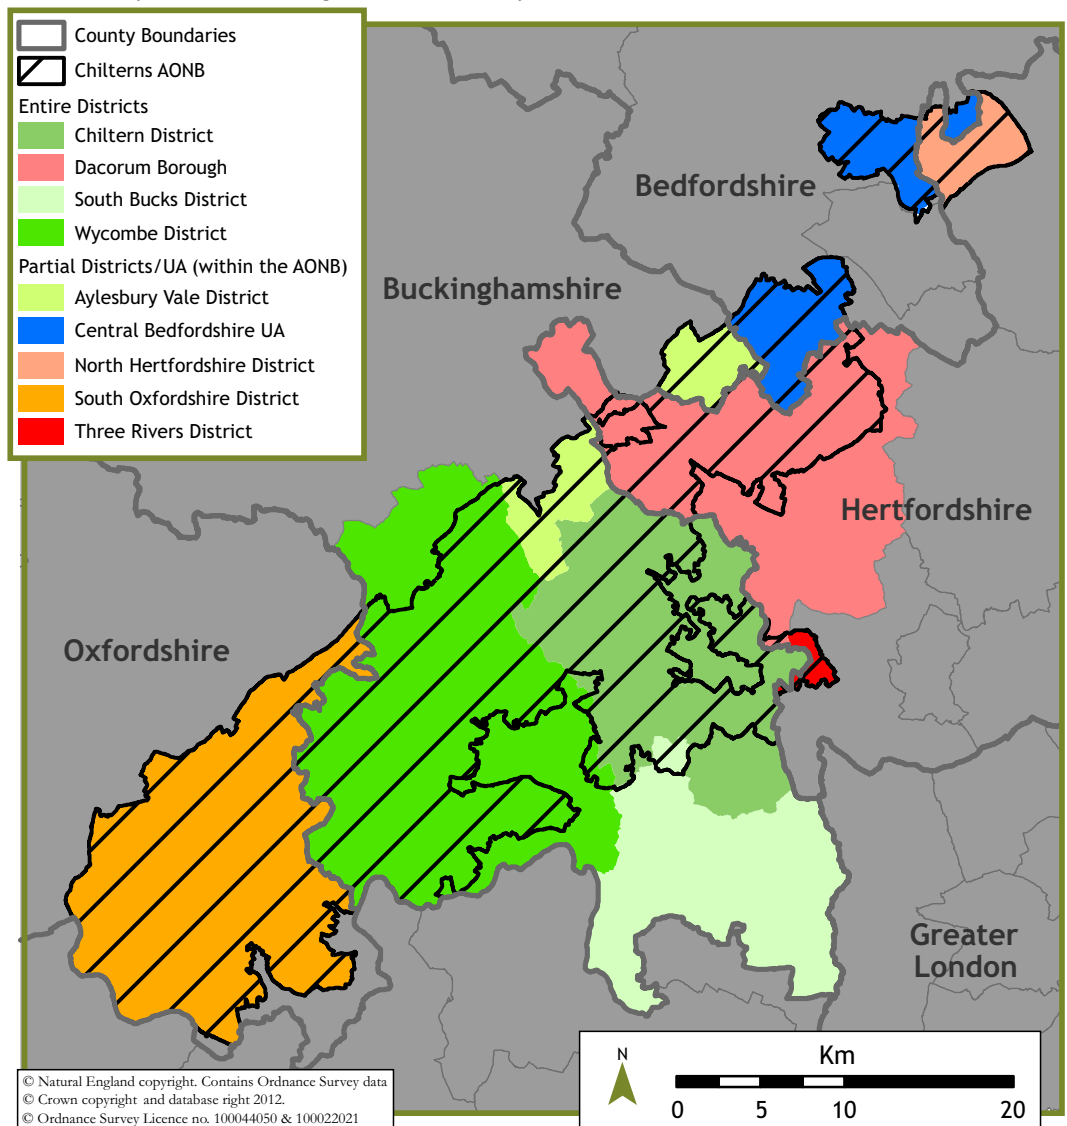 County Boundaries
Chilterns AONB
Entire Districts
Chiltern District
Dacorum Borough
South Bucks District
Wycombe District
Partial Districts/UA (within the AONB)
Aylesbury Vale District
Central Bedfordshire UA
North Hertfordshire District
South Oxfordshire District
Three Rivers District
Bedfordshire
Buckinghamshire
Hertfordshire
Oxfordshire
Greater
London
N
Km
0 5 10 20
© Natural England copyright. Contains Ordnance Survey data
© Crown copyright and database right 2012.
© Ordnance Survey Licence no. 100044050 & 100022021